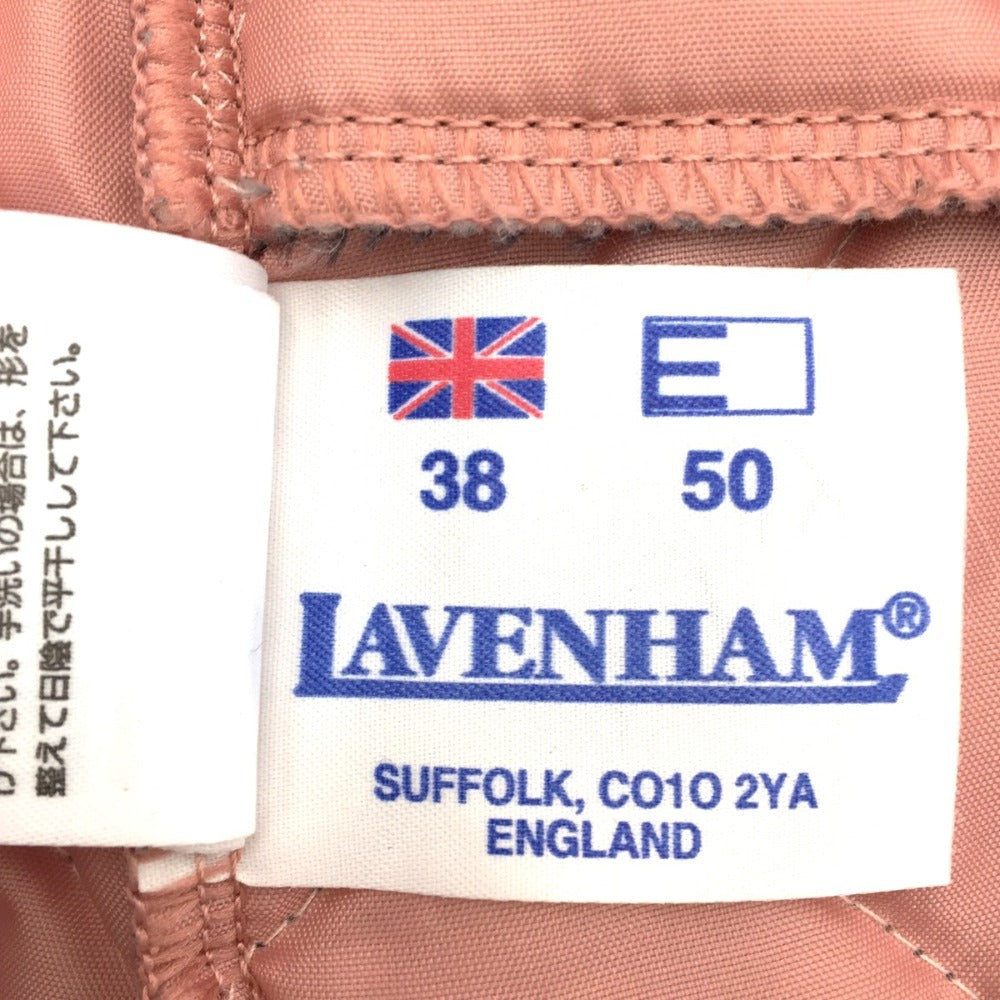 下さい。手洗いの場合は、形を
整えて日陰で平干しして下さい。
E
38 50
LAVENHAM®
SUFFOLK, CO10 2YA
ENGLAND